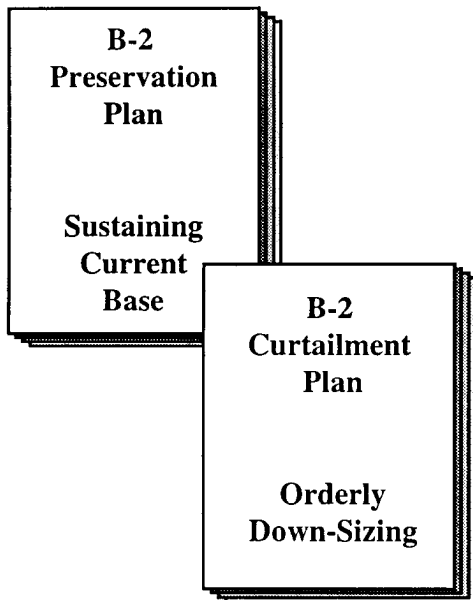 B-2
Preservation
Plan
Sustaining
Current
Base
B-2
Curtailment
Plan
Orderly
Down-Sizing